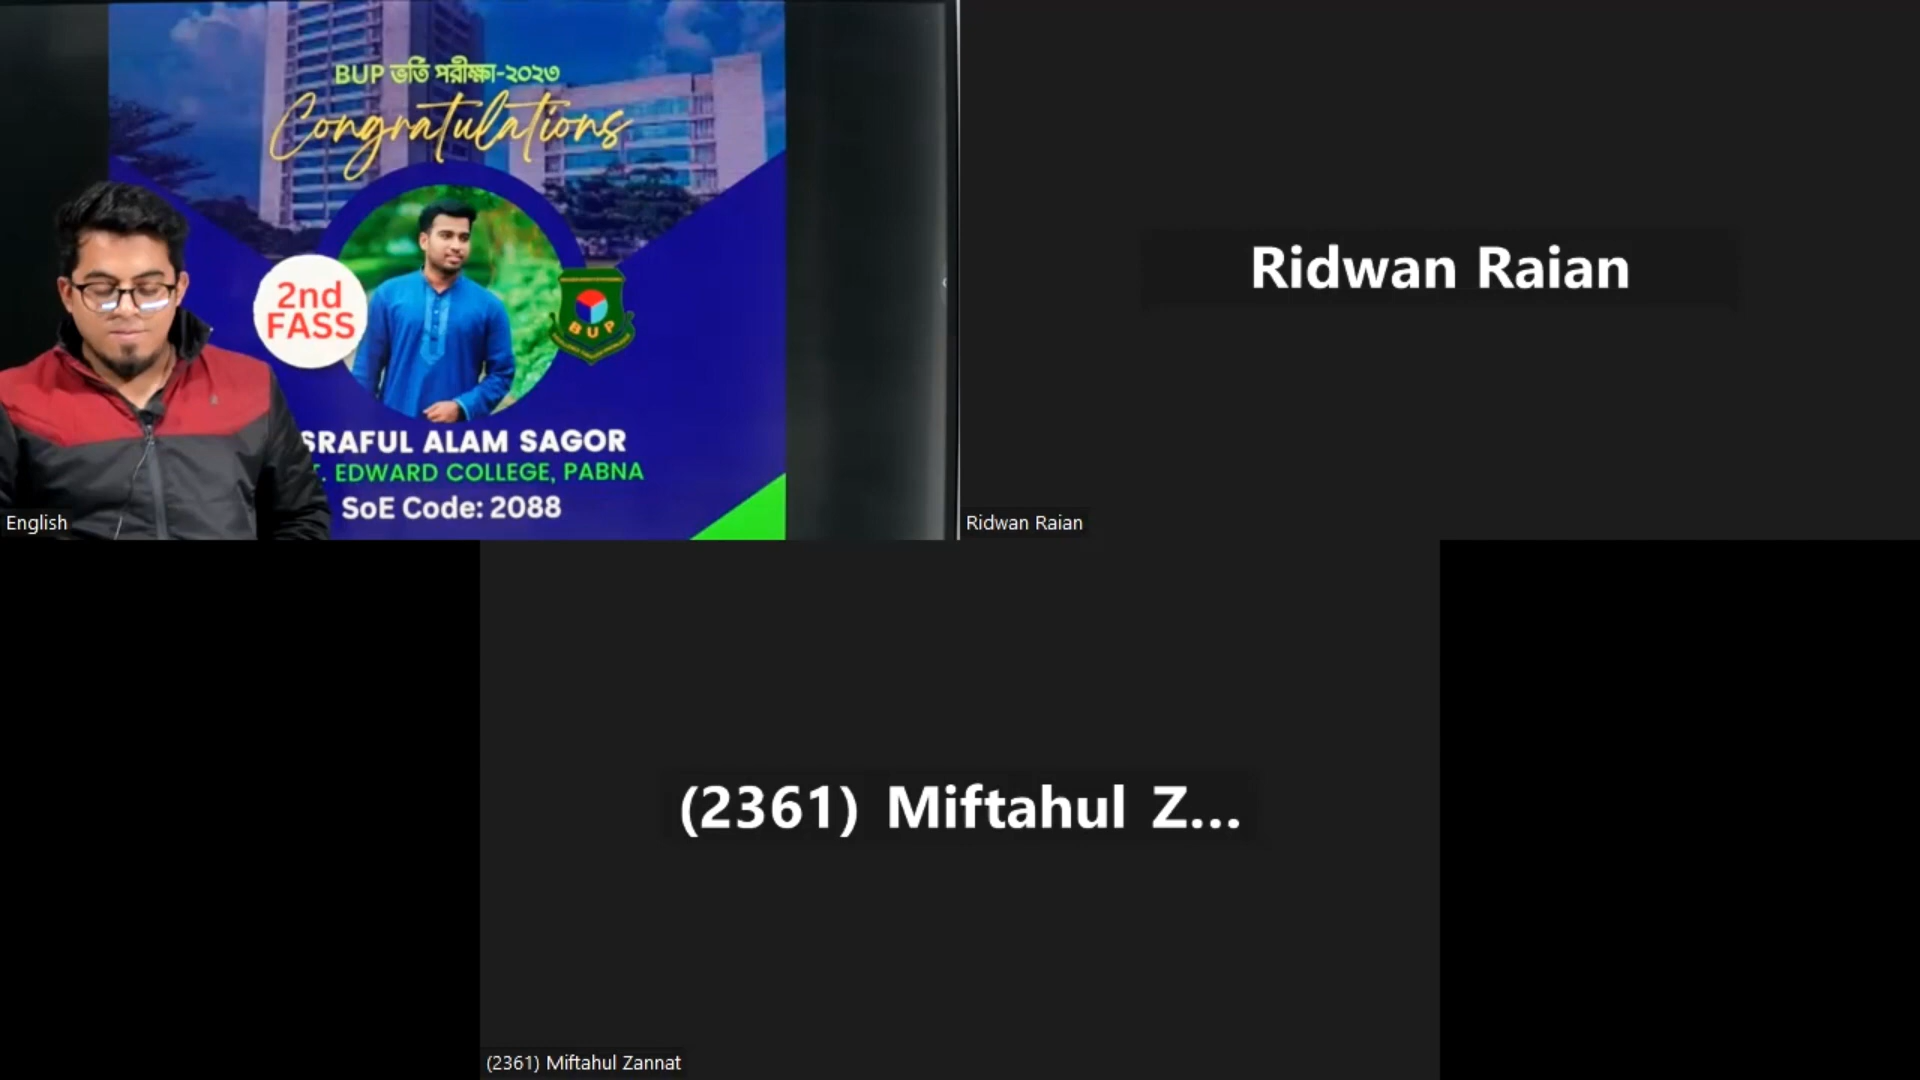 BUP ভর্তি পরীক্ষা-২০২৩
Congratulations
2nd
FASS
BUP
SRAFUL ALAM SAGOR
T. EDWARD COLLEGE, PABNA
SoE Code: 2088
English
Ridwan Raian
Ridwan Raian
(2361) Miftahul Z...
(2361) Miftahul Zannat